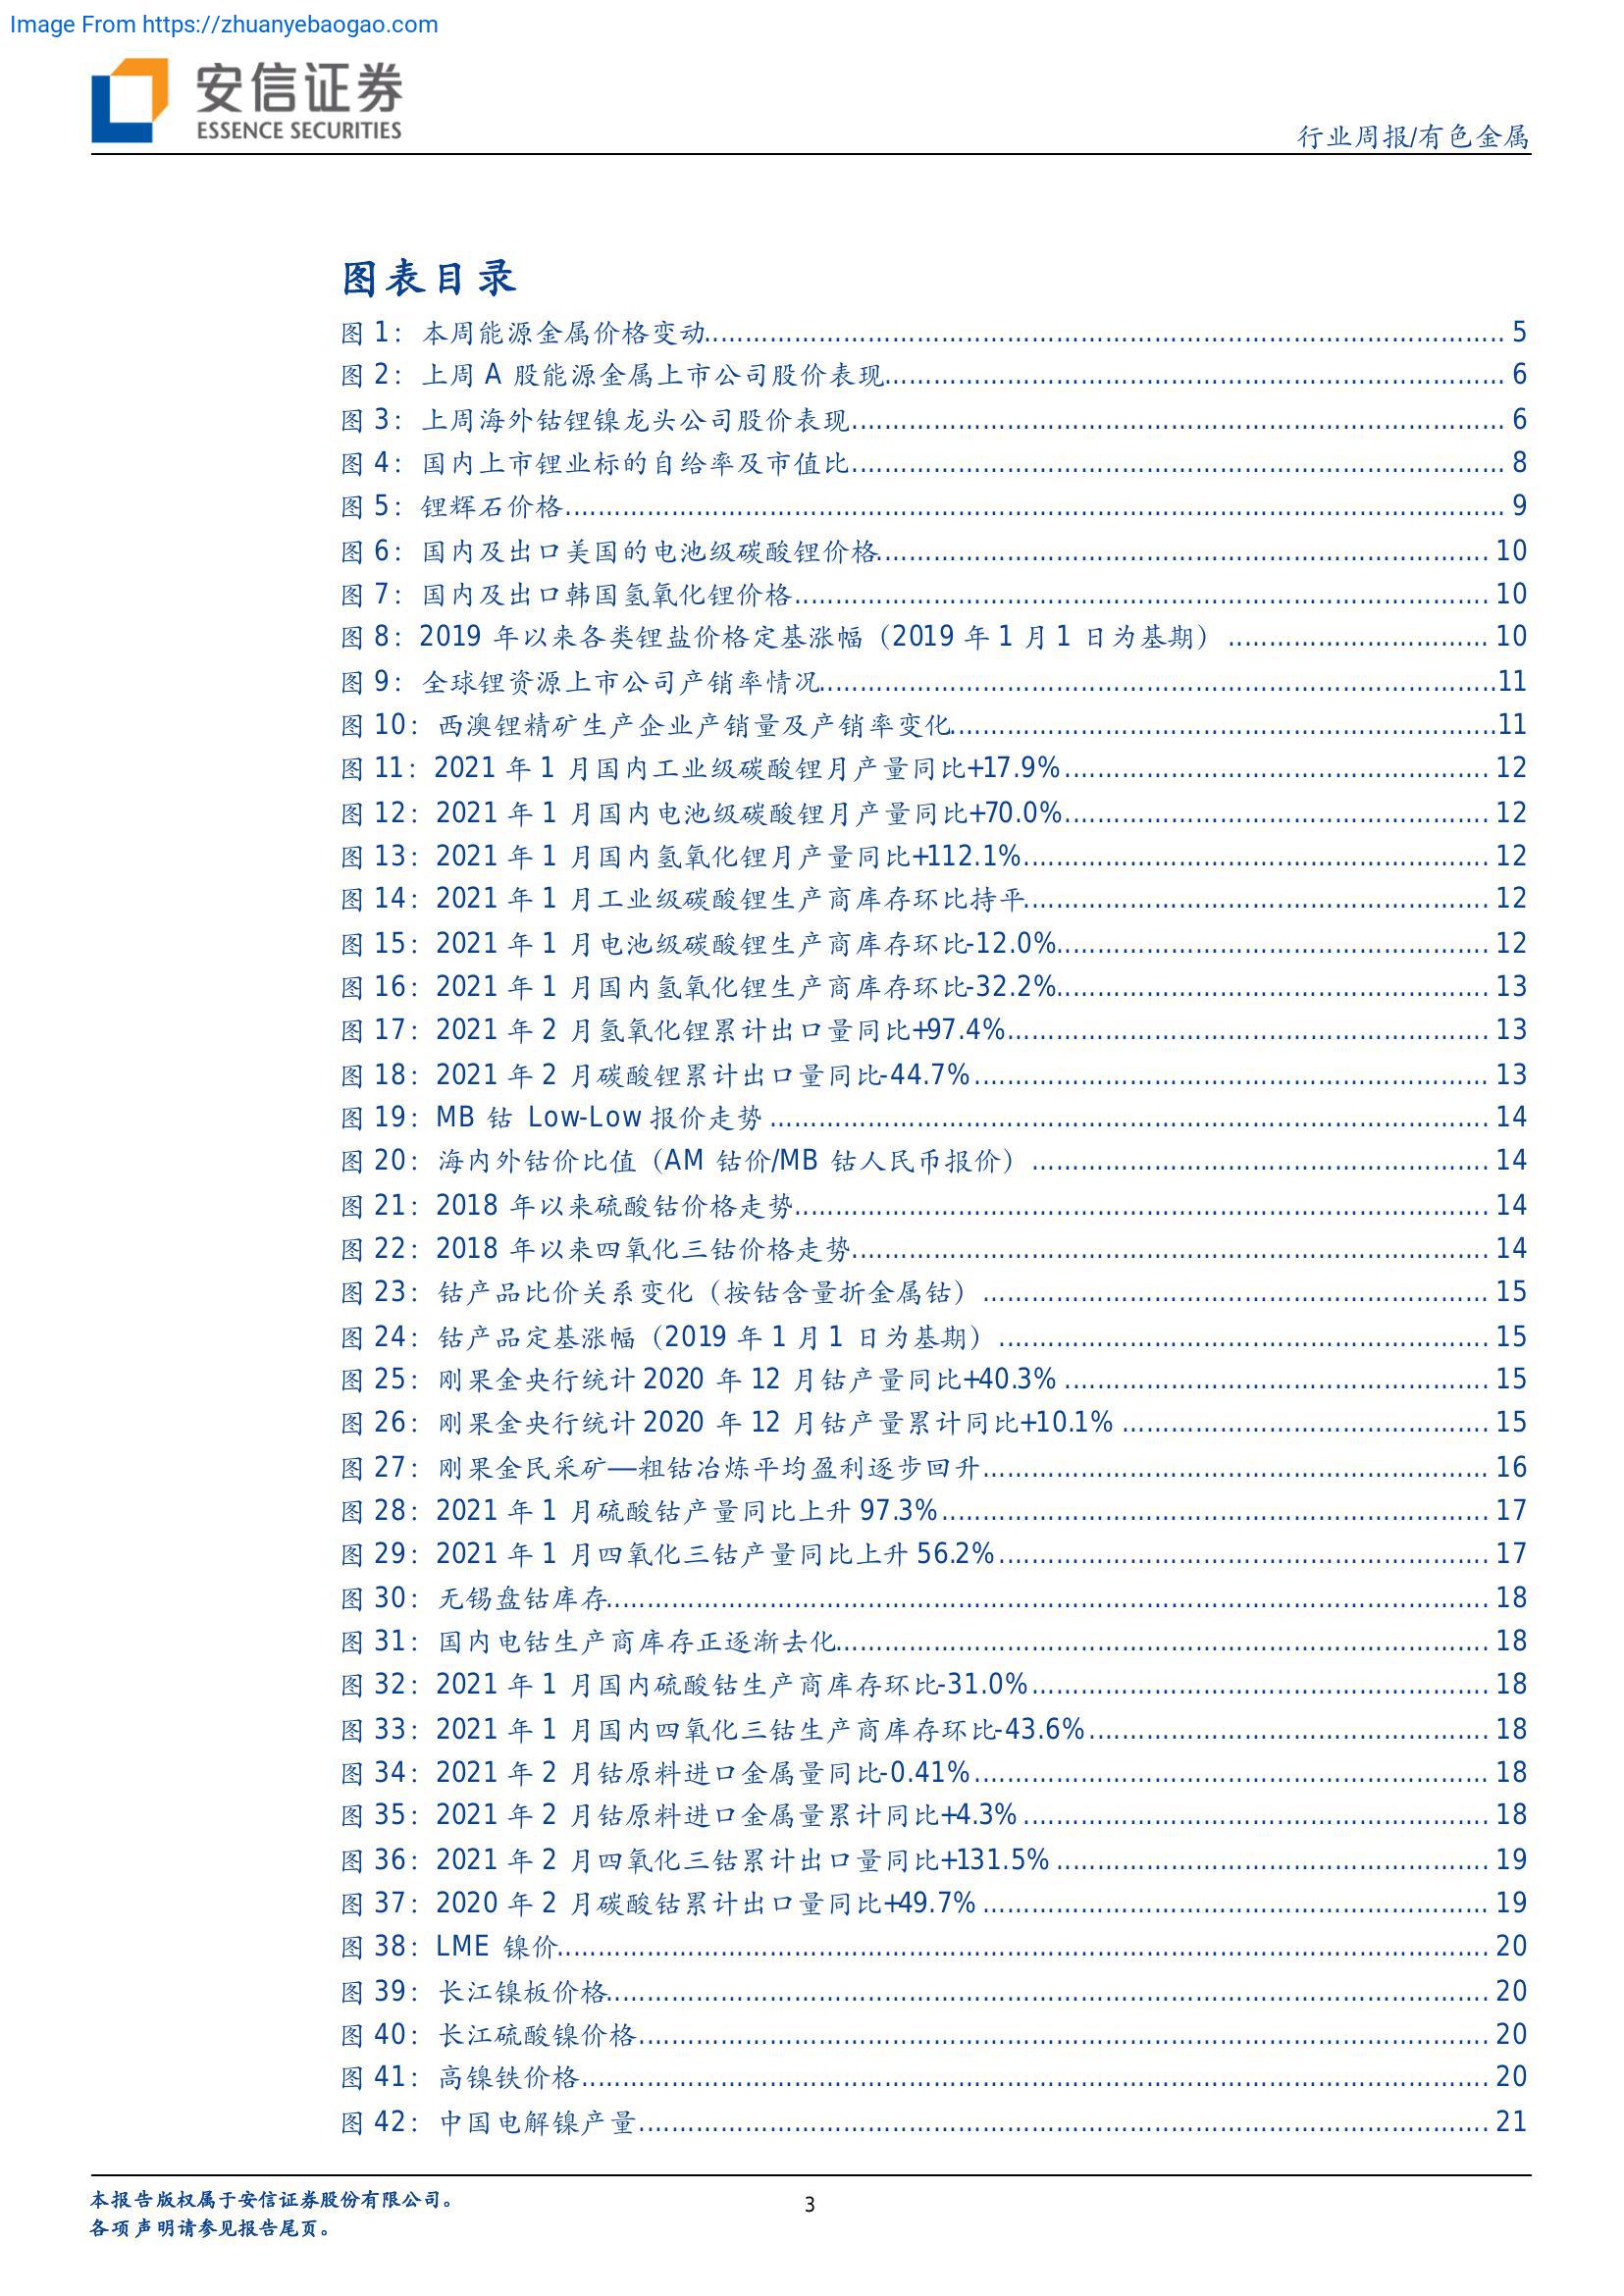 Image From https://zhuanyebaogao.com
安信证券
ESSENCE SECURITIES
行业周报/有色金属
图表目录
图 1：本周能源金属价格变动 5
图 2：上周 A 股能源金属上市公司股价表现 6
图 3：上周海外钴锂镍龙头公司股价表现 6
图 4：国内上市锂业标的自给率及市值比 8
图 5：锂辉石价格 9
图 6：国内及出口美国的电池级碳酸锂价格 10
图 7：国内及出口韩国氢氧化锂价格 10
图 8：2019 年以来各类锂盐价格定基涨幅（2019 年 1 月 1 日为基期） 10
图 9：全球锂资源上市公司产销率情况 11
图 10：西澳锂精矿生产企业产销量及产销率变化 11
图 11：2021 年 1 月国内工业级碳酸锂月产量同比+17.9% 12
图 12：2021 年 1 月国内电池级碳酸锂月产量同比+70.0% 12
图 13：2021 年 1 月国内氢氧化锂月产量同比+112.1% 12
图 14：2021 年 1 月工业级碳酸锂生产商库存环比持平 12
图 15：2021 年 1 月电池级碳酸锂生产商库存环比-12.0% 12
图 16：2021 年 1 月国内氢氧化锂生产商库存环比-32.2% 13
图 17：2021 年 2 月氢氧化锂累计出口量同比+97.4% 13
图 18：2021 年 2 月碳酸锂累计出口量同比-44.7% 13
图 19：MB 钴 Low-Low 报价走势 14
图 20：海内外钴价比值（AM 钴价/MB 钴人民币报价） 14
图 21：2018 年以来硫酸钴价格走势 14
图 22：2018 年以来四氧化三钴价格走势 14
图 23：钴产品比价关系变化（按钴含量折金属钴） 15
图 24：钴产品定基涨幅（2019 年 1 月 1 日为基期） 15
图 25：刚果金央行统计 2020 年 12 月钴产量同比+40.3% 15
图 26：刚果金央行统计 2020 年 12 月钴产量累计同比+10.1% 15
图 27：刚果金民采矿—粗钴冶炼平均盈利逐步回升 16
图 28：2021 年 1 月硫酸钴产量同比上升 97.3% 17
图 29：2021 年 1 月四氧化三钴产量同比上升 56.2% 17
图 30：无锡盘钴库存 18
图 31：国内电钴生产商库存正逐渐去化 18
图 32：2021 年 1 月国内硫酸钴生产商库存环比-31.0% 18
图 33：2021 年 1 月国内四氧化三钴生产商库存环比-43.6% 18
图 34：2021 年 2 月钴原料进口金属量同比-0.41% 18
图 35：2021 年 2 月钴原料进口金属量累计同比+4.3% 18
图 36：2021 年 2 月四氧化三钴累计出口量同比+131.5% 19
图 37：2020 年 2 月碳酸钴累计出口量同比+49.7% 19
图 38：LME 镍价 20
图 39：长江镍板价格 20
图 40：长江硫酸镍价格 20
图 41：高镍铁价格 20
图 42：中国电解镍产量 21
本报告版权属于安信证券股份有限公司。
3
各项声明请参见报告尾页。